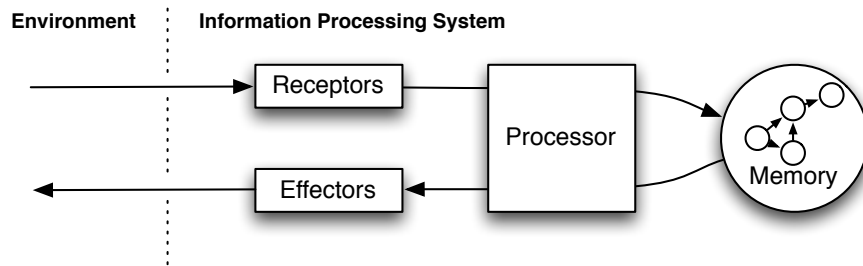 Environment
Information Processing System
Receptors
Processor
Effectors
Memory